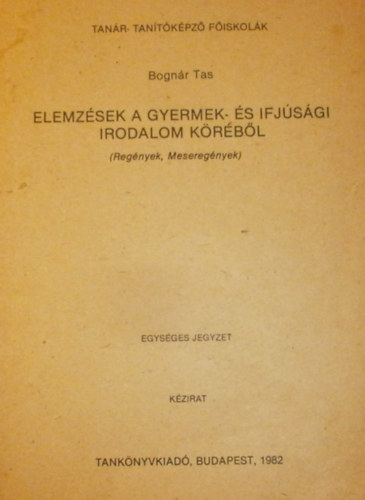 TANÁR- TANÍTÓKÉPZŐ FŐISKOLÁK
Bognár Tas
ELEMZÉSEK A GYERMEK- ÉS IFJÚSÁGI
IRODALOM KÖRÉBŐL
(Regények, Meseregények)
EGYSÉGES JEGYZET
KÉZIRAT
TANKÖNYVKIADÓ, BUDAPEST, 1982